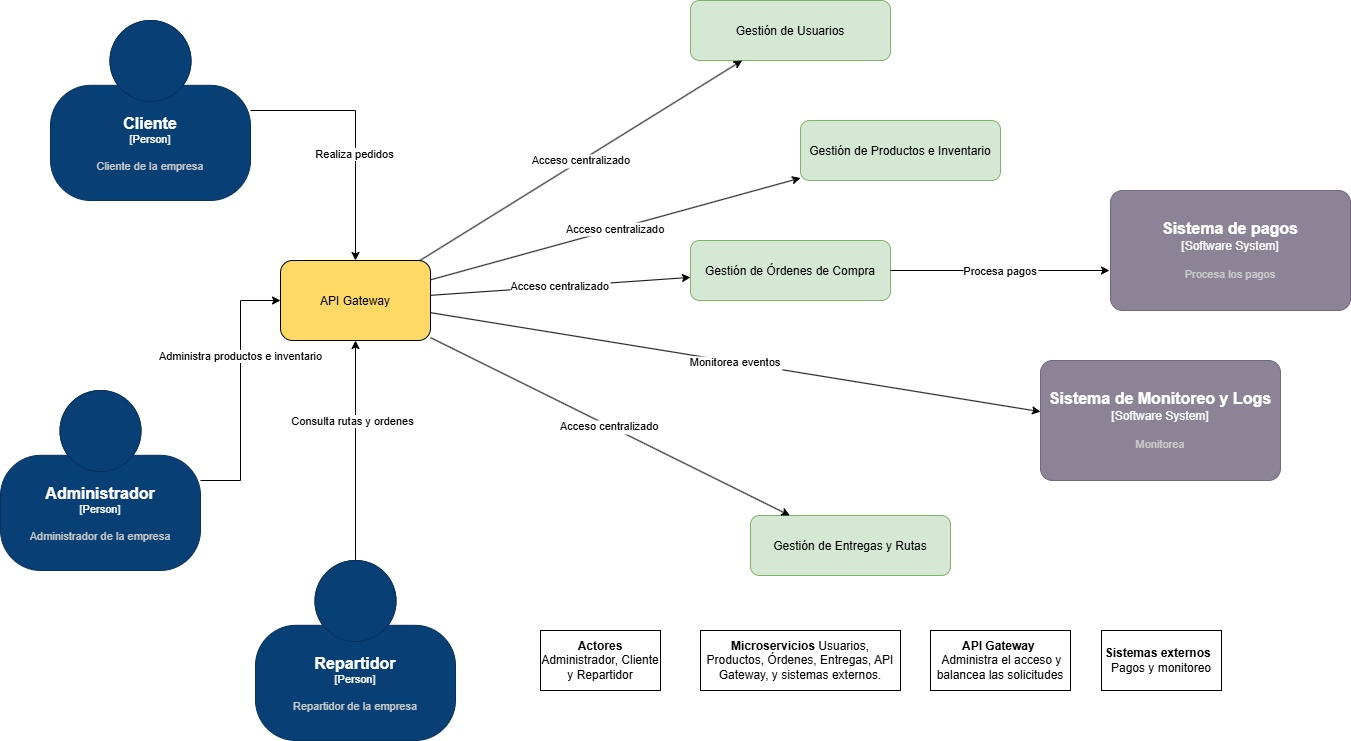 Gestión de Usuarios
Cliente
[Person]
Cliente de la empresa
Realiza pedidos
Acceso centralizado
Gestión de Productos e Inventario
Acceso centralizado
Sistema de pagos
[Software System]
Procesa los pagos
Gestión de Órdenes de Compra
Procesa pagos
Acceso centralizado
API Gateway
Administra productos e inventario
Monitorea eventos
Sistema de Monitoreo y Logs
[Software System]
Monitorea
Consulta rutas y ordenes
Acceso centralizado
Administrador
[Person]
Administrador de la empresa
Gestión de Entregas y Rutas
Repartidor
[Person]
Repartidor de la empresa
Actores
Administrador, Cliente
y Repartidor
Microservicios Usuarios,
Productos, Órdenes, Entregas, API
Gateway, y sistemas externos.
API Gateway
Administra el acceso y
balancea las solicitudes
Sistemas externos
Pagos y monitoreo